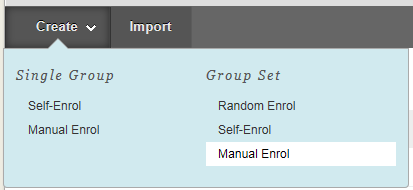 Create Import
Single Group
Self-Enrol
Manual Enrol
Group Set
Random Enrol
Self-Enrol
Manual Enrol